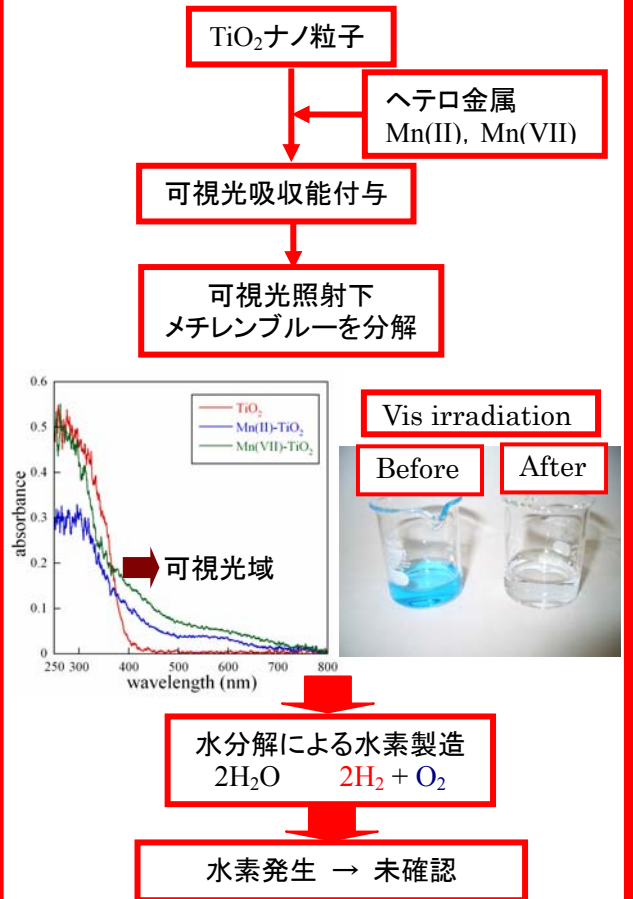 TiO₂ナノ粒子
ヘテロ金属
Mn(II), Mn(VII)
可視光吸収能付与
可視光照射下
メチレンブルーを分解
0.6
0.5
0.4
0.3
0.2
0.1
0
absorbance
TiO₂
Mn(II)-TiO₂
Mn(VII)-TiO₂
可視光域
250 300 400 500 600 700 800
wavelength (nm)
Vis irradiation
Before After
水分解による水素製造
2H₂O 2H₂ + O₂
水素発生 → 未確認